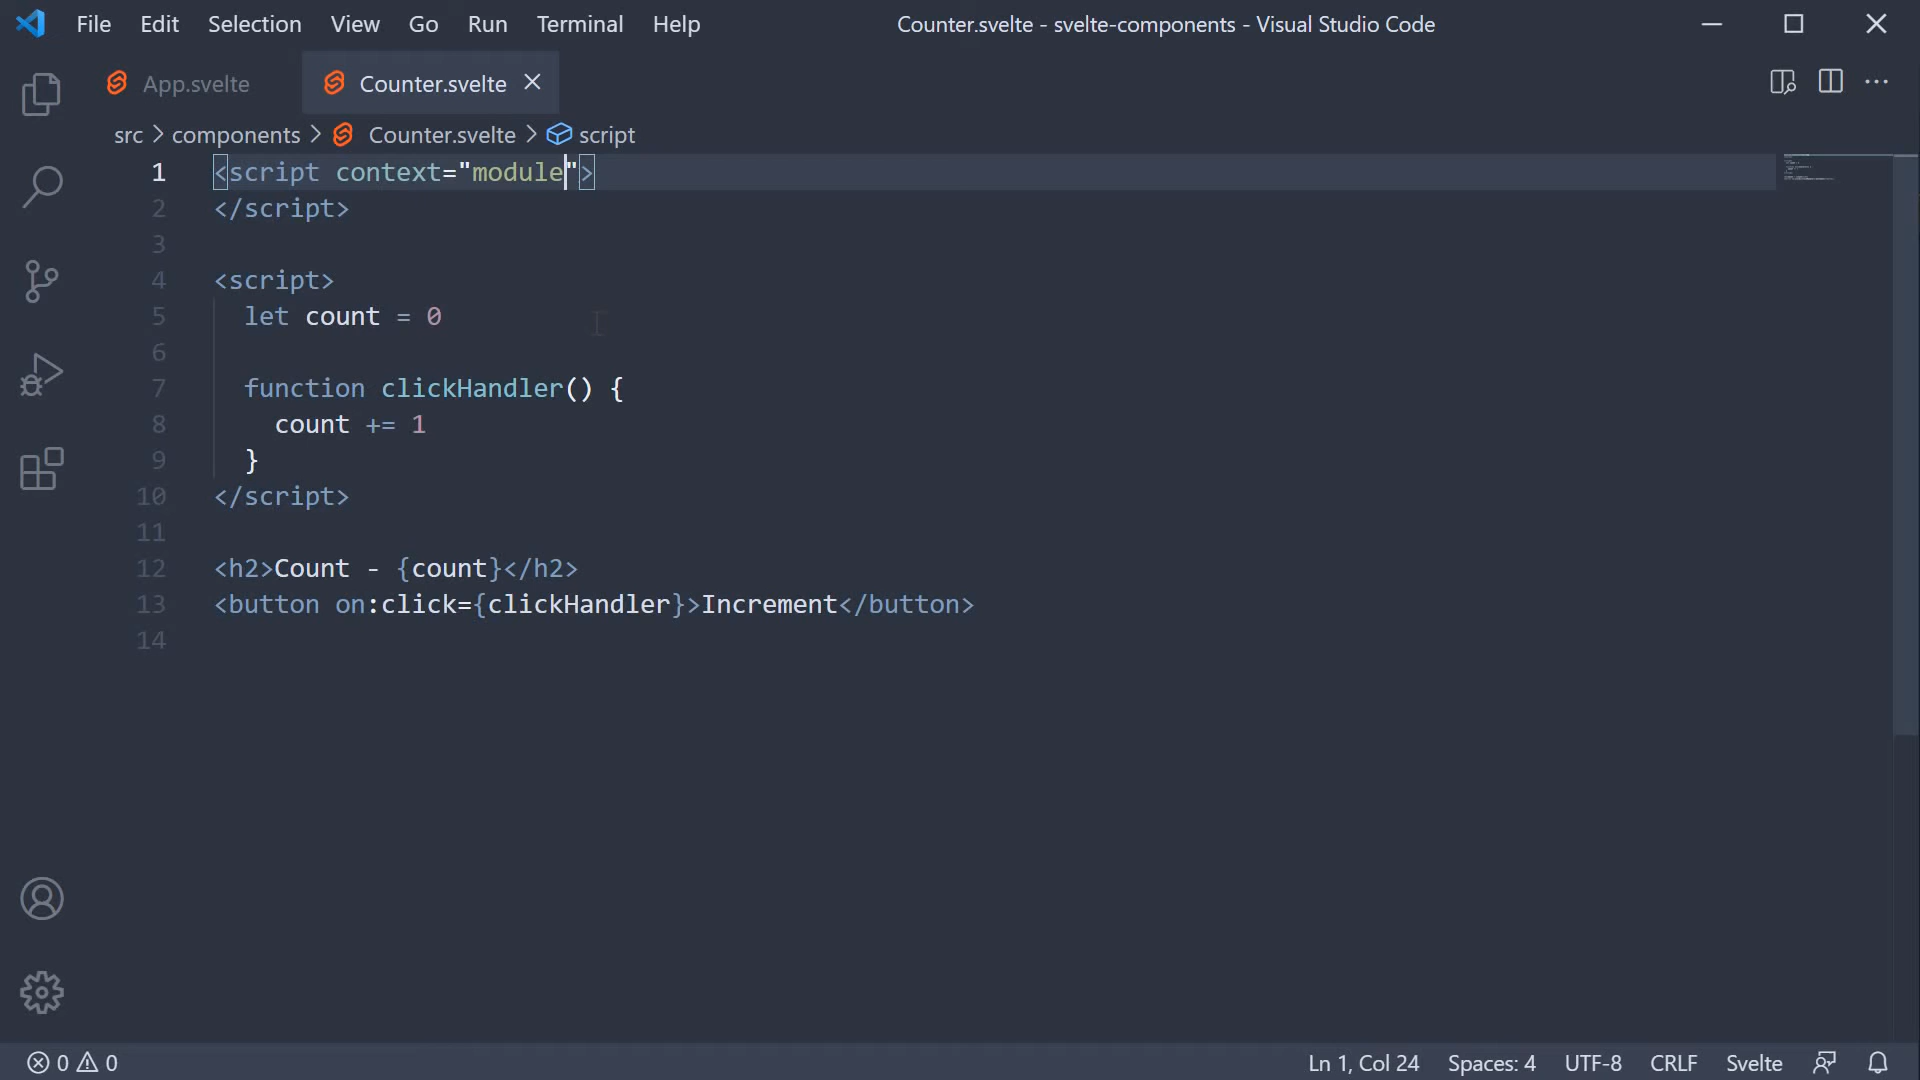 File Edit Selection View Go Run Terminal Help Counter.svelte - svelte-components - Visual Studio Code
App.svelte Counter.svelte
src > components > Counter.svelte > script
1 <script context="module">
2 </script>
3
4 <script>
5 let count = 0
6
7 function clickHandler() {
8 count += 1
9 }
10 </script>
11
12 <h2>Count - {count}</h2>
13 <button on:click={clickHandler}>Increment</button>
14
0 0 Ln 1, Col 24 Spaces: 4 UTF-8 CRLF Svelte